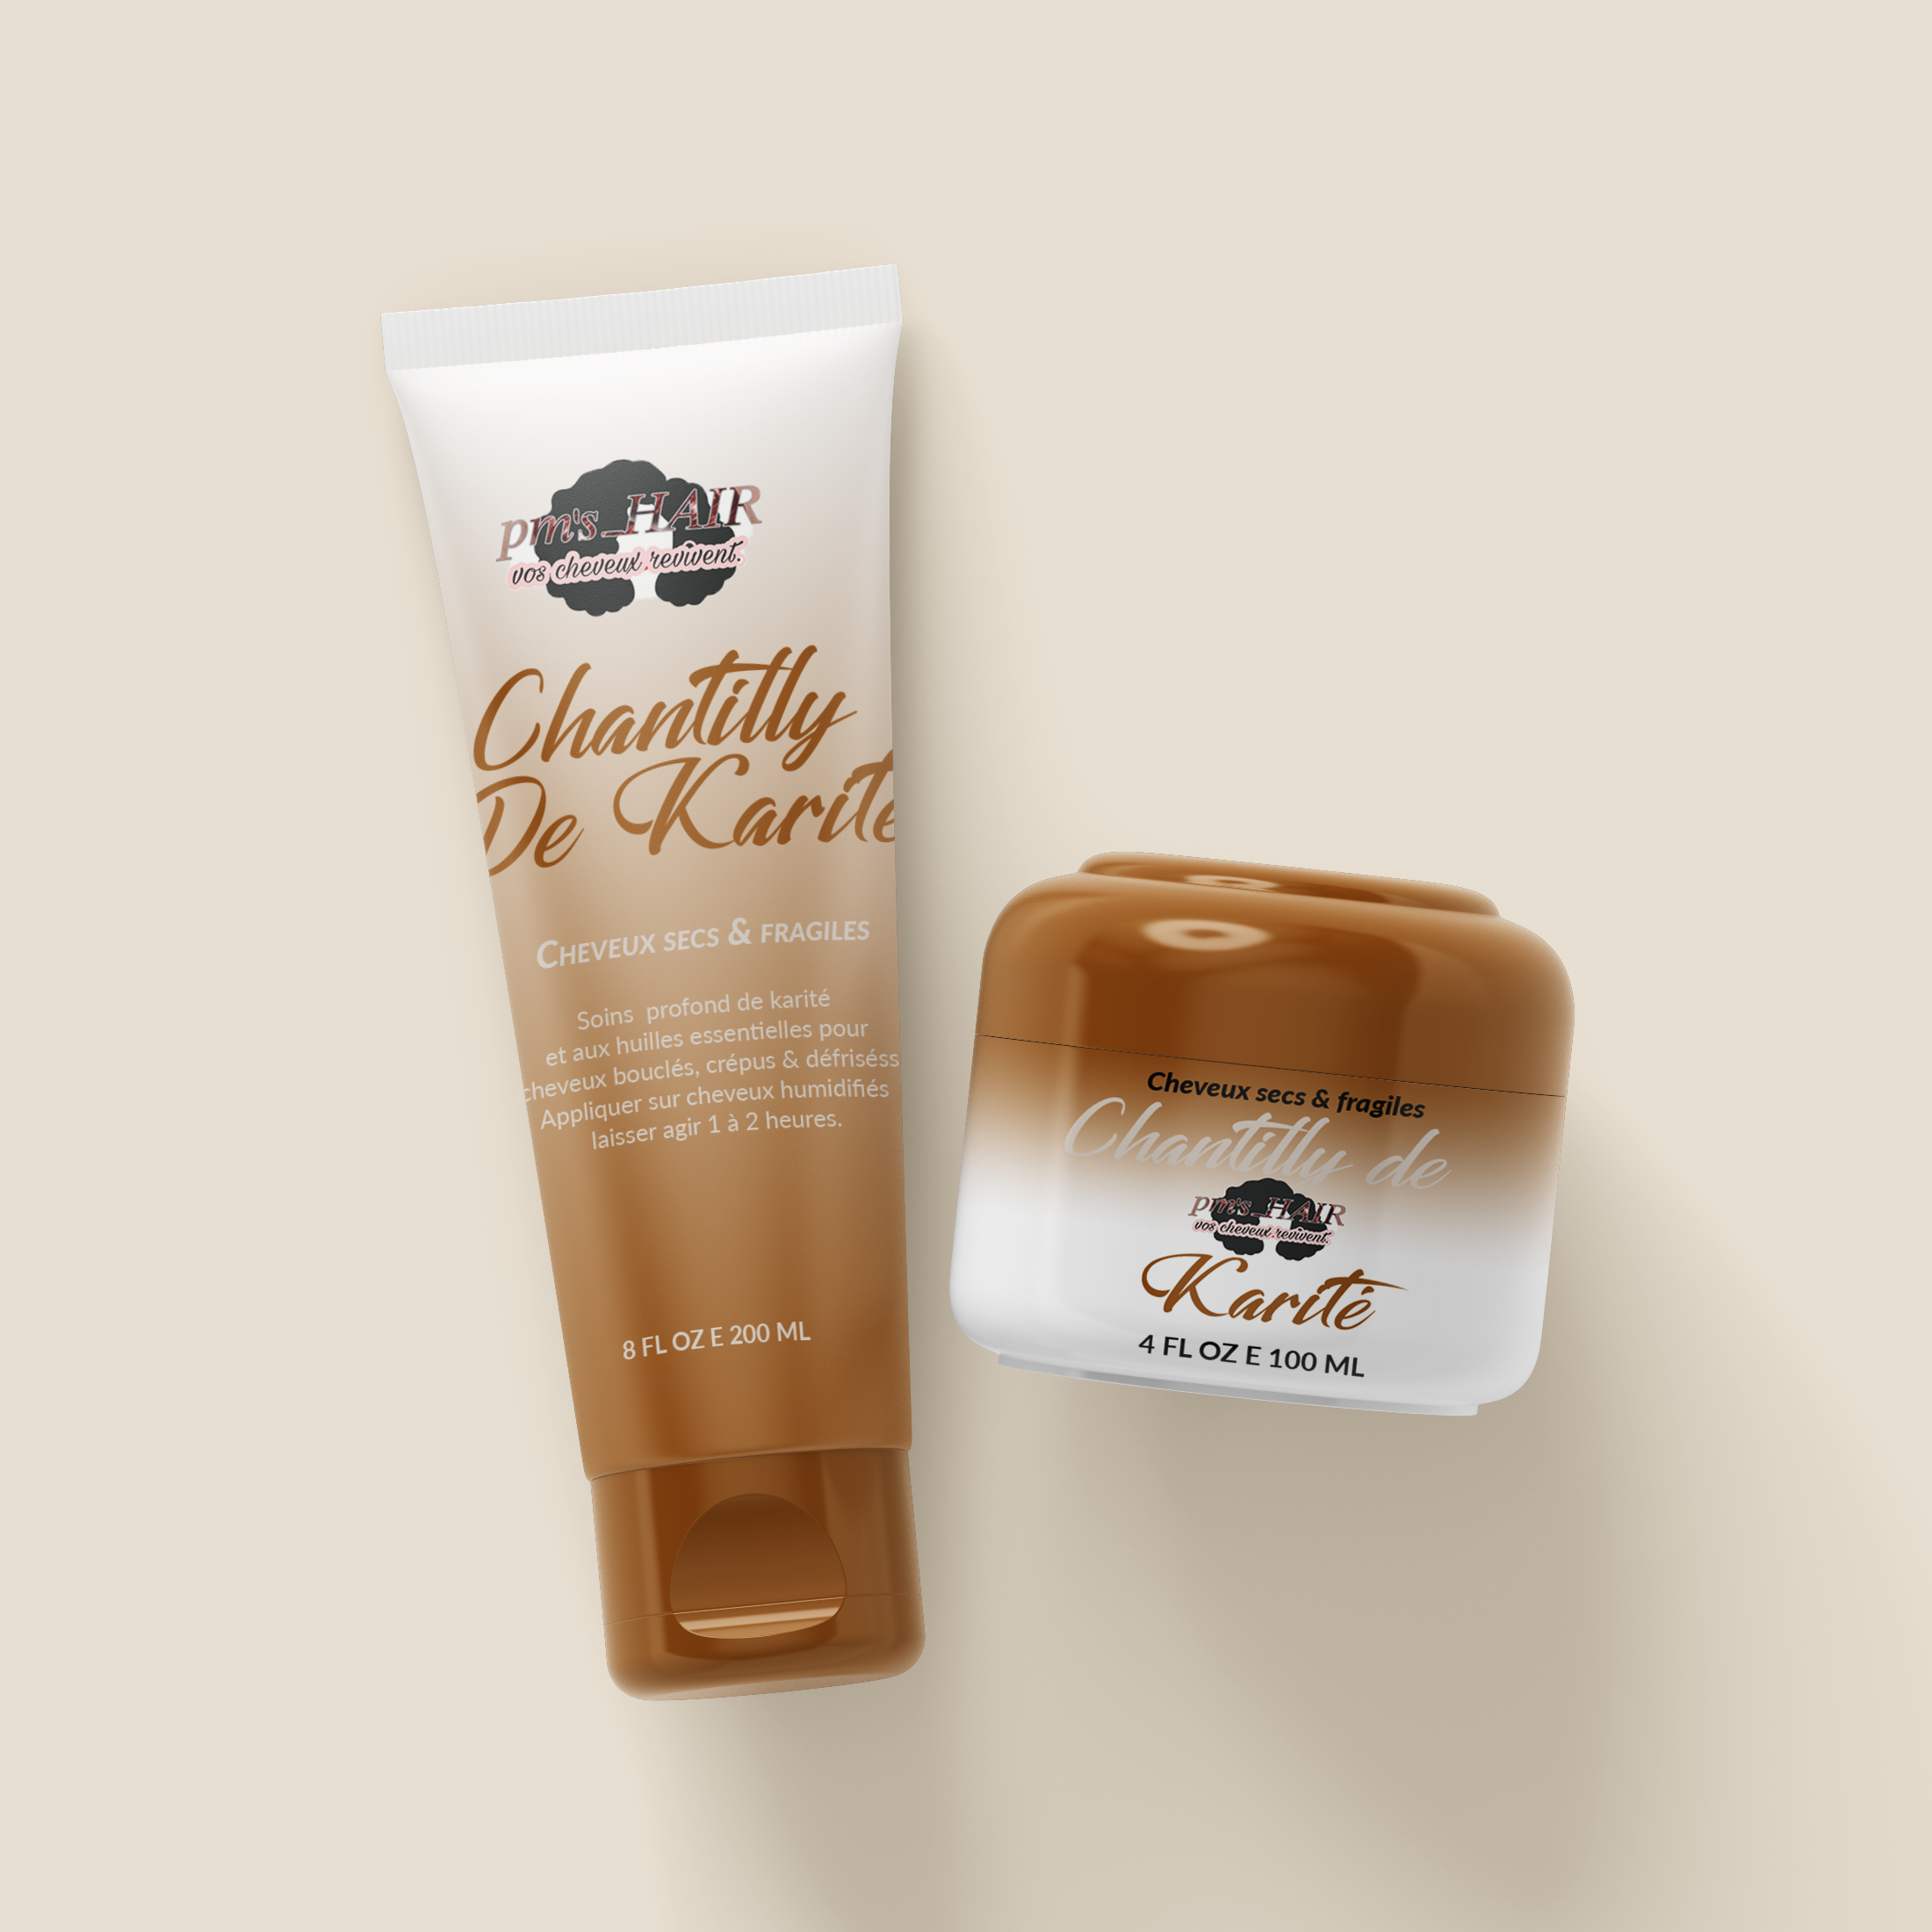 pm's_HAIR
vos cheveux revivent.
Chantilly
De Karité
Cheveux secs & fragiles
Soins profond de karité
et aux huilles essentielles pour
cheveux bouclés, crépus & défriséss
Appliquer sur cheveux humidifiés
laisser agir 1 à 2 heures.
8 FL OZ E 200 ML
Cheveux secs & fragiles
Chantilly de
pm's_HAIR
vos cheveux revivent.
Karité
4 FL OZ E 100 ML